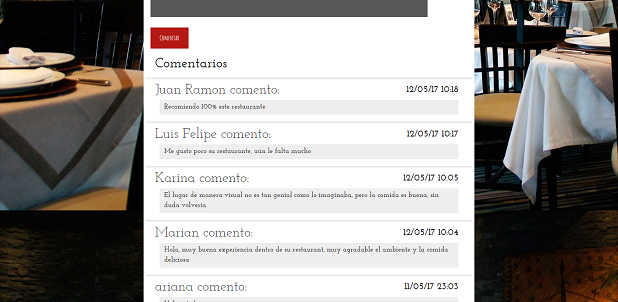 Comentar
Comentarios
Juan Ramon comento: 12/05/17 10:18
Recomiendo 100% este restaurante
Luis Felipe comento: 12/05/17 10:17
Me gusto poco su restaurante, aún le falta mucho
Karina comento: 12/05/17 10:05
El lugar de manera visual no es tan genial como lo imaginaba, pero la comida es buena, sin
duda volveria
Marian comento: 12/05/17 10:04
Hola, muy buena experiencia dentro de su restaurant, muy agradable el ambiente y la comida
deliciosa
ariana comento: 11/05/17 23:03